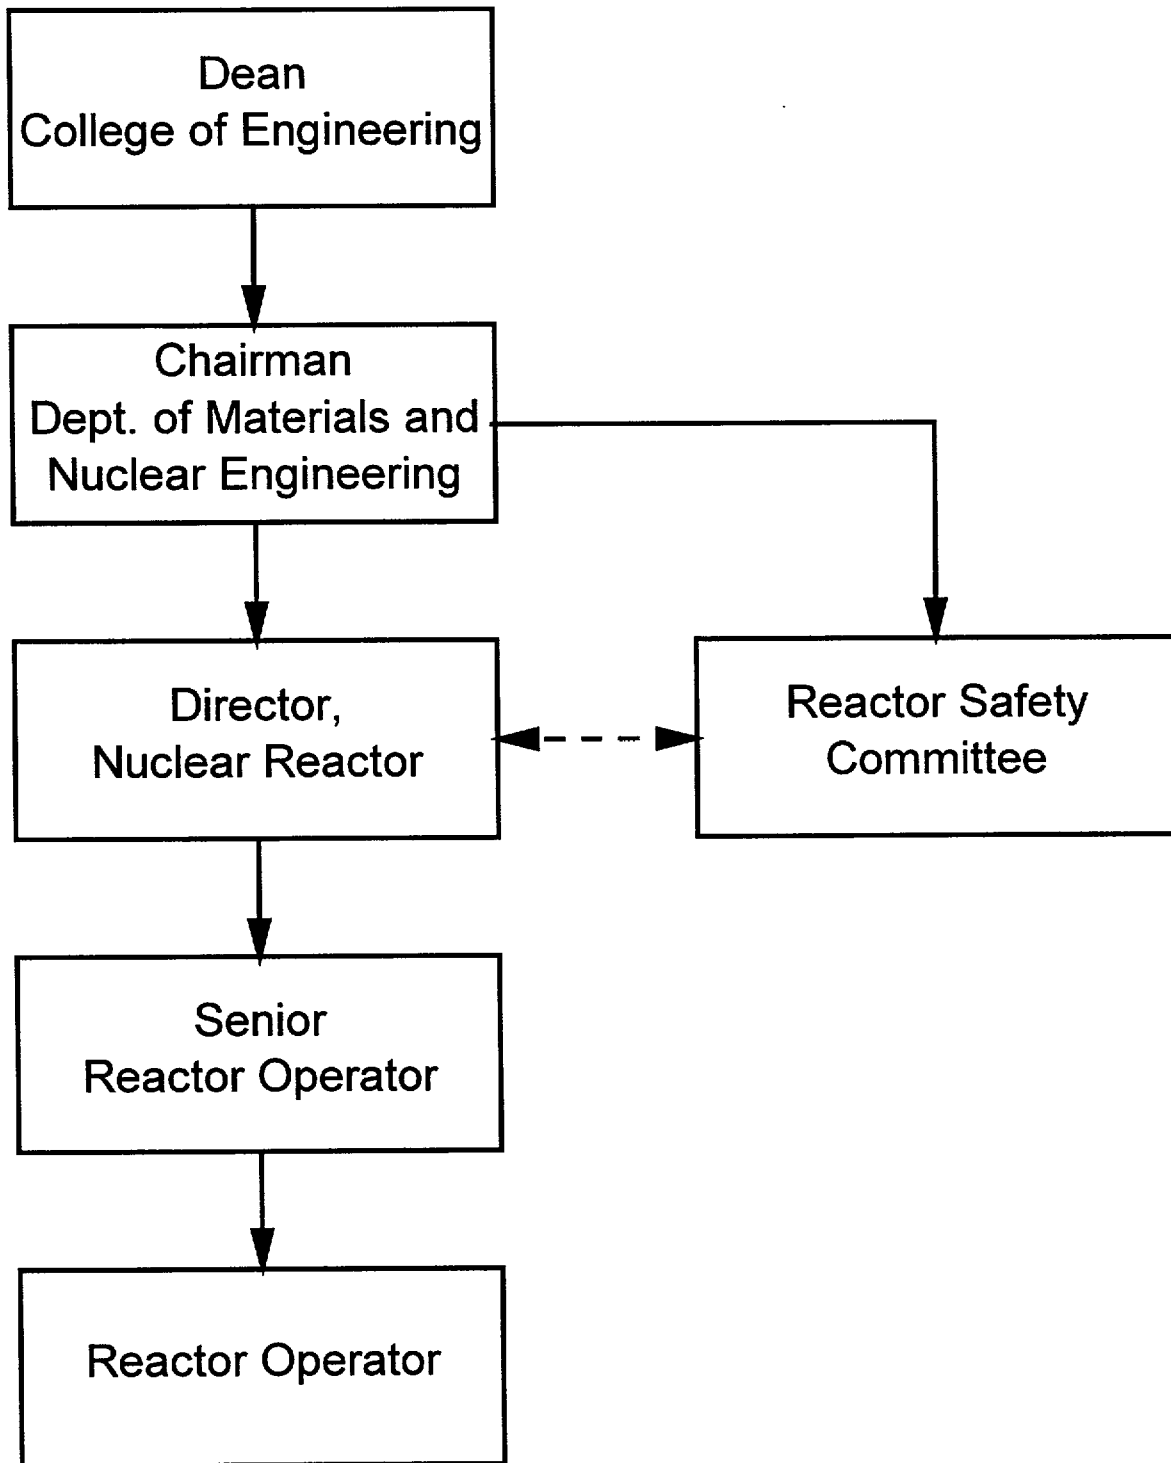 Dean
College of Engineering
Chairman
Dept. of Materials and
Nuclear Engineering
Director,
Nuclear Reactor
Reactor Safety
Committee
Senior
Reactor Operator
Reactor Operator